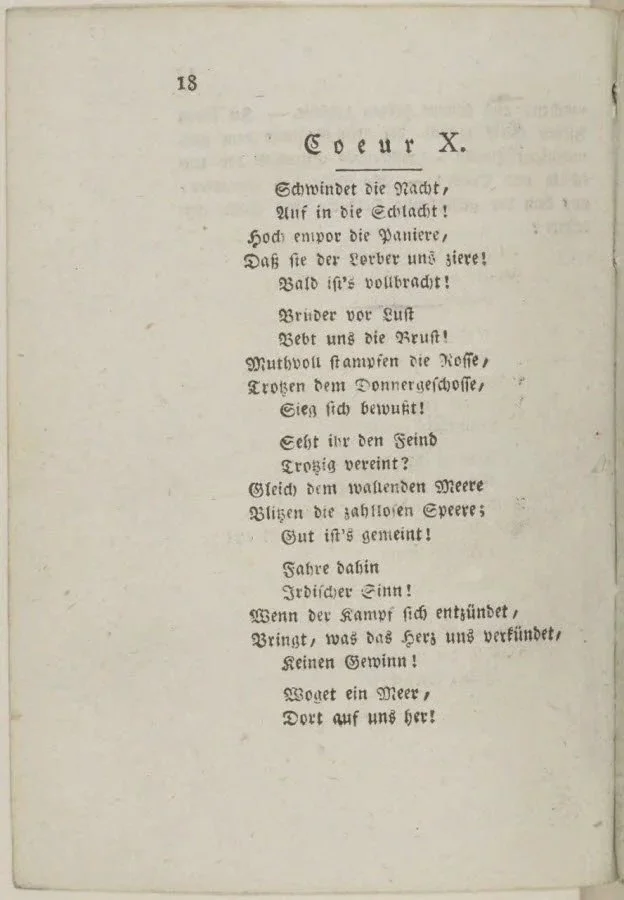 18
Coeur X.
Schwindet die Nacht,
Auf in die Schlacht!
Hoch empor die Paniere,
Daß sie der Lorber uns ziere!
Bald ist's vollbracht!
Brüder vor Lust
Bebt uns die Brust!
Muthvoll stampfen die Rosse,
Trotzen dem Donnergeschosse,
Sieg sich bewußt!
Seht ihr den Feind
Trotzig vereint?
Gleich dem wallenden Meere
Blitzen die zahllosen Speere;
Gut ist's gemeint!
Fahre dahin
Irdischer Sinn!
Wenn der Kampf sich entzündet,
Bringt, was das Herz uns verkündet,
Keinen Gewinn!
Woget ein Meer,
Dort auf uns her!